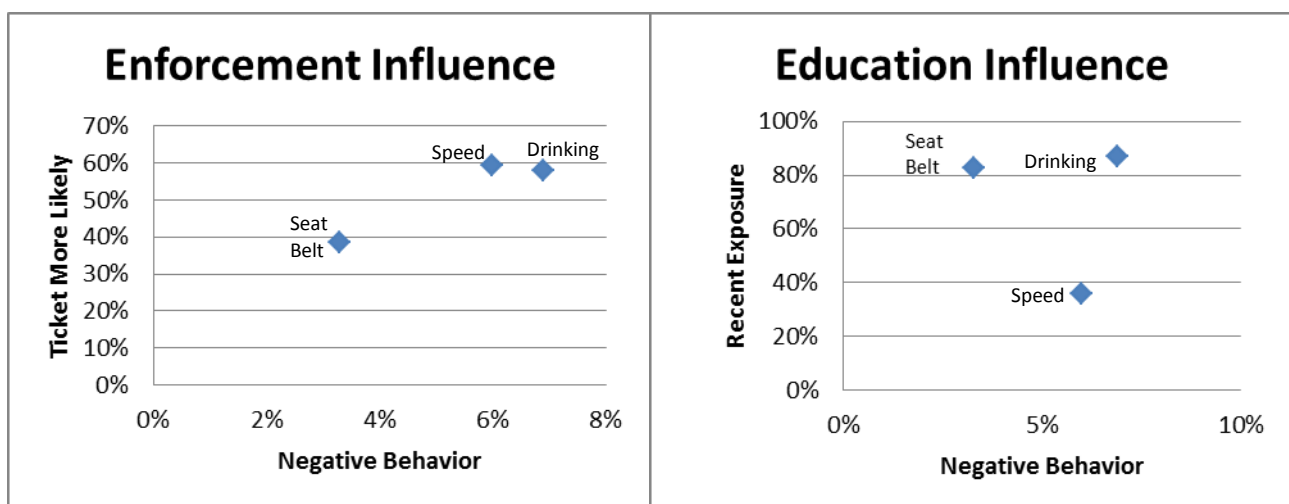 Enforcement Influence
Ticket More Likely
70%
60%
50%
40%
30%
20%
10%
0%
Speed
Drinking
Seat
Belt
0% 2% 4% 6% 8%
Negative Behavior
Education Influence
Recent Exposure
100%
80%
60%
40%
20%
0%
Seat
Belt
Drinking
Speed
0% 5% 10%
Negative Behavior